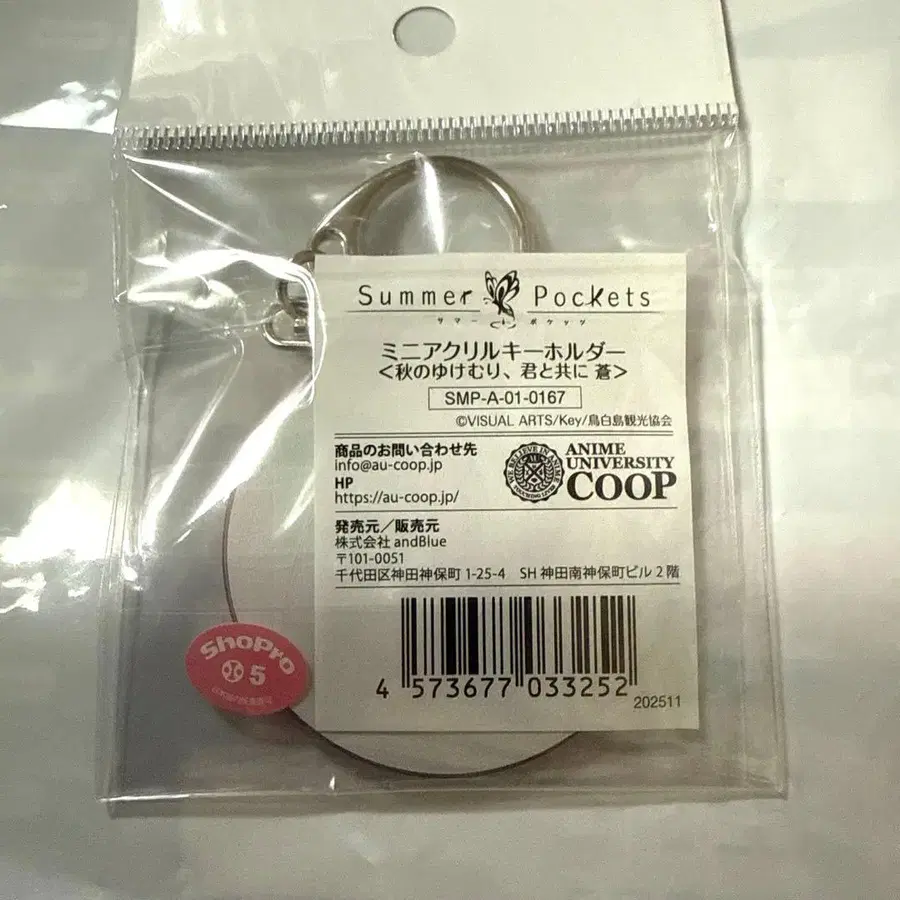 Summer Pockets
サマー ポケッツ
ミニアクリルキーホルダー
<秋のゆけむり、君と共に 蒼>
SMP-A-01-0167
©VISUAL ARTS/Key/鳥白島観光協会
商品のお問い合わせ先
info@au-coop.jp
HP
https://au-coop.jp/
WE BELIEVE IN ANIME
ANIME
UNIVERSITY
COOP
発売元／販売元
株式会社 andBlue
〒101-0051
千代田区神田神保町 1-25-4 SH 神田南神保町ビル 2 階
4 573677 033252
202511
ShoPro
5